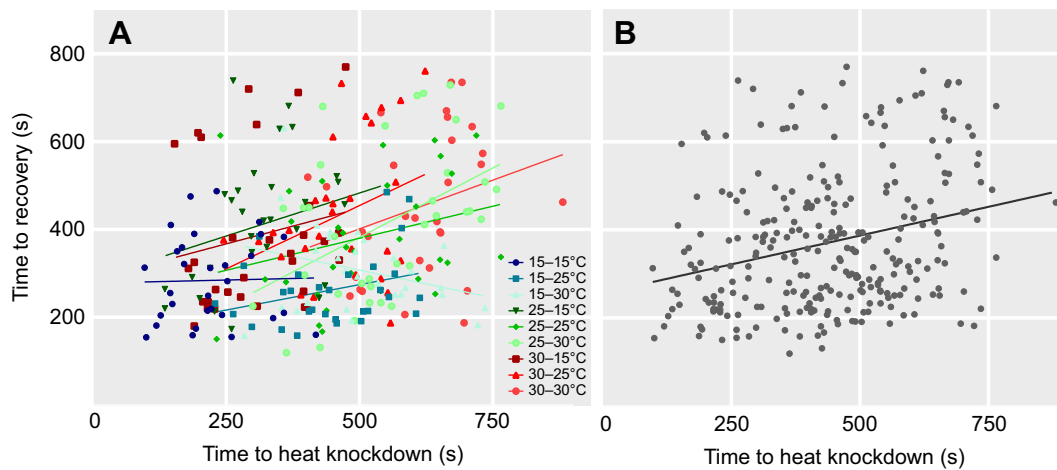 A
B
800
600
400
200
Time to recovery (s)
15–15°C
15–25°C
15–30°C
25–15°C
25–25°C
25–30°C
30–15°C
30–25°C
30–30°C
0 250 500 750
0 250 500 750
Time to heat knockdown (s)
Time to heat knockdown (s)